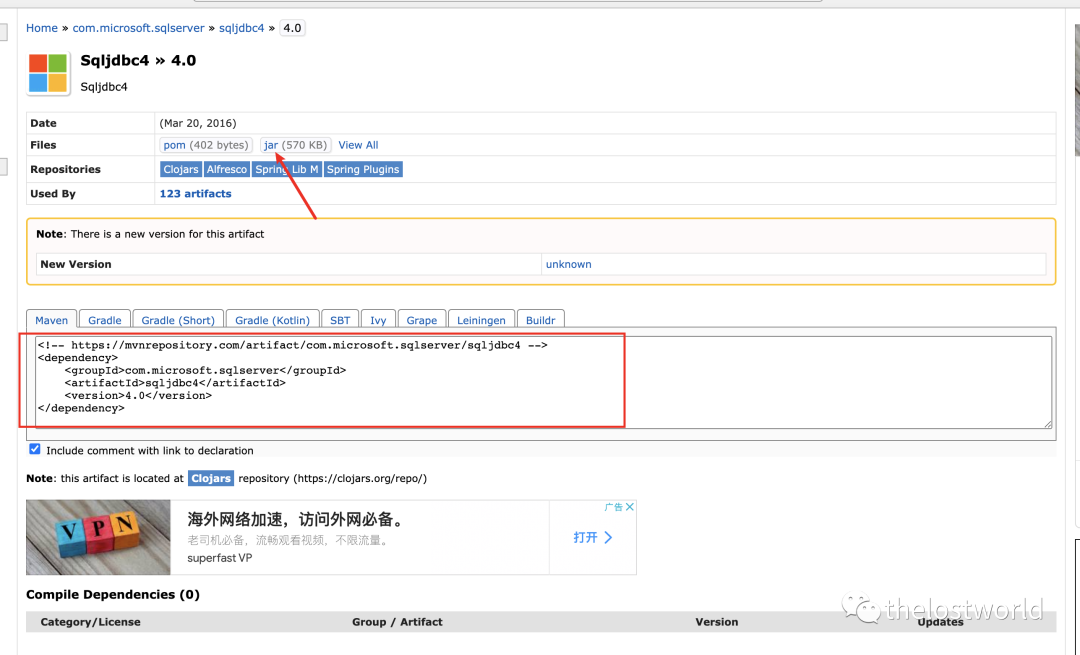 Home » com.microsoft.sqlserver » sqljdbc4 » 4.0
Sqljdbc4 » 4.0
Sqljdbc4
Date (Mar 20, 2016)
Files pom (402 bytes) jar (570 KB) View All
Repositories Clojars Alfresco Spring Lib M Spring Plugins
Used By 123 artifacts
Note: There is a new version for this artifact
New Version unknown
Maven Gradle Gradle (Short) Gradle (Kotlin) SBT Ivy Grape Leiningen Buildr
<!-- https://mvnrepository.com/artifact/com.microsoft.sqlserver/sqljdbc4 -->
<dependency>
    <groupId>com.microsoft.sqlserver</groupId>
    <artifactId>sqljdbc4</artifactId>
    <version>4.0</version>
</dependency>
Include comment with link to declaration
Note: this artifact is located at Clojars repository (https://clojars.org/repo/)
VPN
海外网络加速，访问外网必备。
老司机必备，流畅观看视频，不限流量。
superfast VP
广告
打开
Compile Dependencies (0)
Category/License Group / Artifact Version Updates
thelostworld